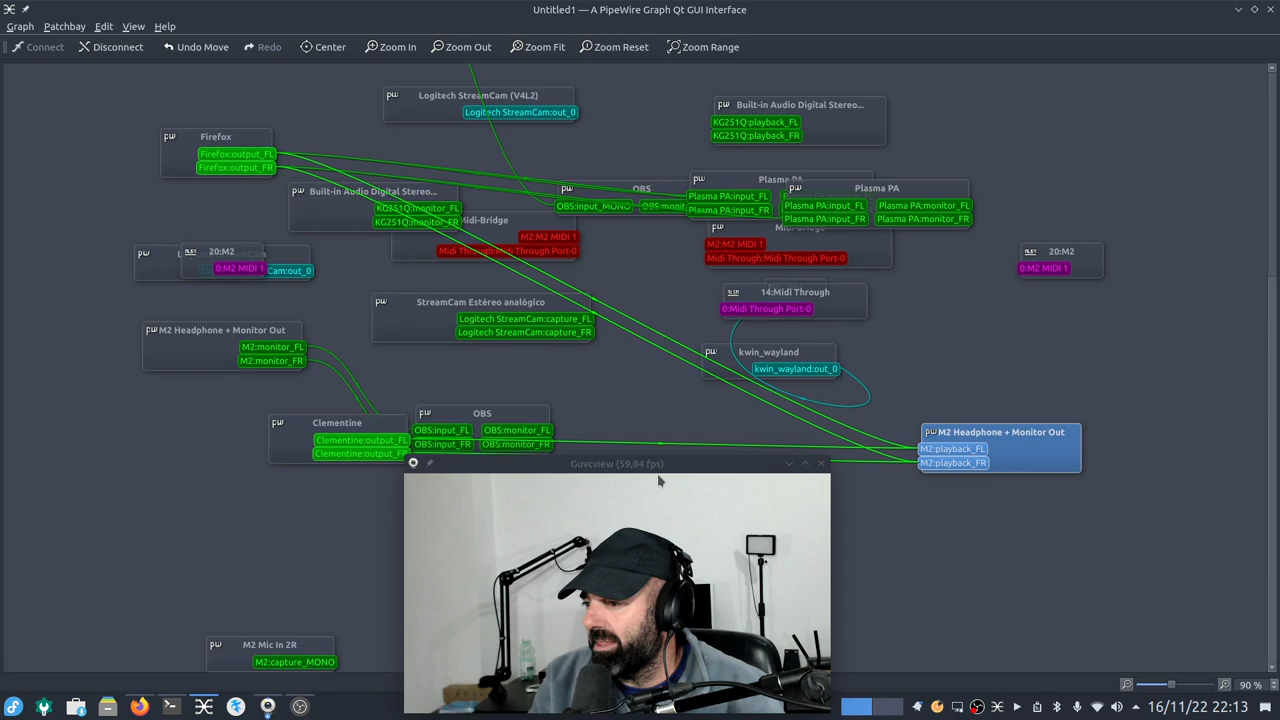 Untitled1 — A PipeWire Graph Qt GUI Interface
Graph Patchbay Edit View Help
Connect Disconnect Undo Move Redo Center Zoom In Zoom Out Zoom Fit Zoom Reset Zoom Range
Logitech StreamCam (V4L2)
Logitech StreamCam:out_0
Built-in Audio Digital Stereo...
KG251Q:playback_FL
KG251Q:playback_FR
Firefox
Firefox:output_FL
Firefox:output_FR
Built-in Audio Digital Stereo...
KG251Q:monitor_FL
KG251Q:monitor_FR
OBS
OBS:input_MONO
Plasma PA
Plasma PA:input_FL
Plasma PA:input_FR
Plasma PA
Plasma PA:input_FL Plasma PA:monitor_FL
Plasma PA:input_FR Plasma PA:monitor_FR
Midi-Bridge
M2:M2 MIDI 1
Midi Through:Midi Through Port-0
M2:M2 MIDI 1
Midi Through:Midi Through Port-0
20:M2
0:M2 MIDI 1
Cam:out_0
20:M2
0:M2 MIDI 1
14:Midi Through
0:Midi Through Port-0
StreamCam Estéreo analógico
Logitech StreamCam:capture_FL
Logitech StreamCam:capture_FR
M2 Headphone + Monitor Out
M2:monitor_FL
M2:monitor_FR
kwin_wayland
kwin_wayland:out_0
Clementine
Clementine:output_FL
Clementine:output_FR
OBS
OBS:input_FL OBS:monitor_FL
OBS:input_FR OBS:monitor_FR
M2 Headphone + Monitor Out
M2:playback_FL
M2:playback_FR
Guvcview (59,84 fps)
M2 Mic In 2R
M2:capture_MONO
90 %
16/11/22 22:13